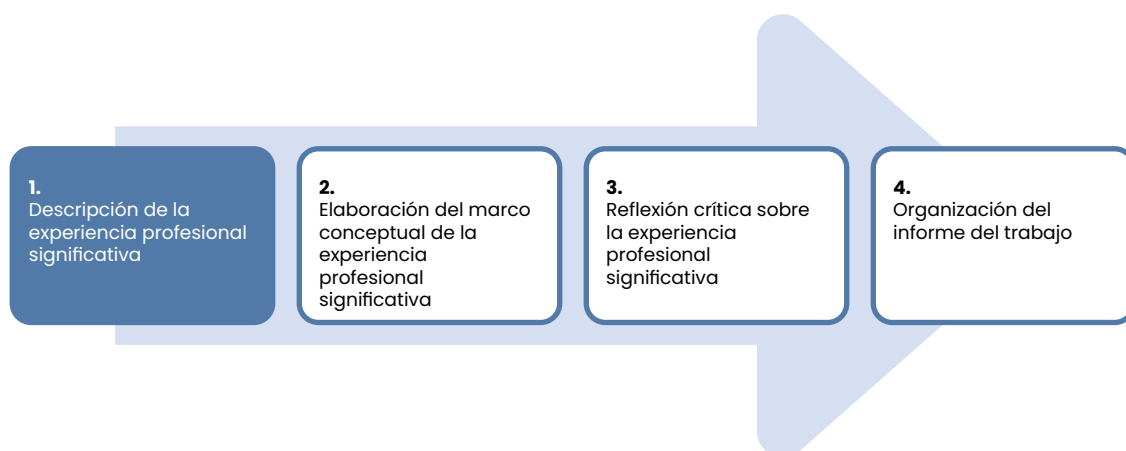 1.
Descripción de la
experiencia profesional
significativa
2.
Elaboración del marco
conceptual de la
experiencia
profesional
significativa
3.
Reflexión crítica sobre
la experiencia
profesional
significativa
4.
Organización del
informe del trabajo